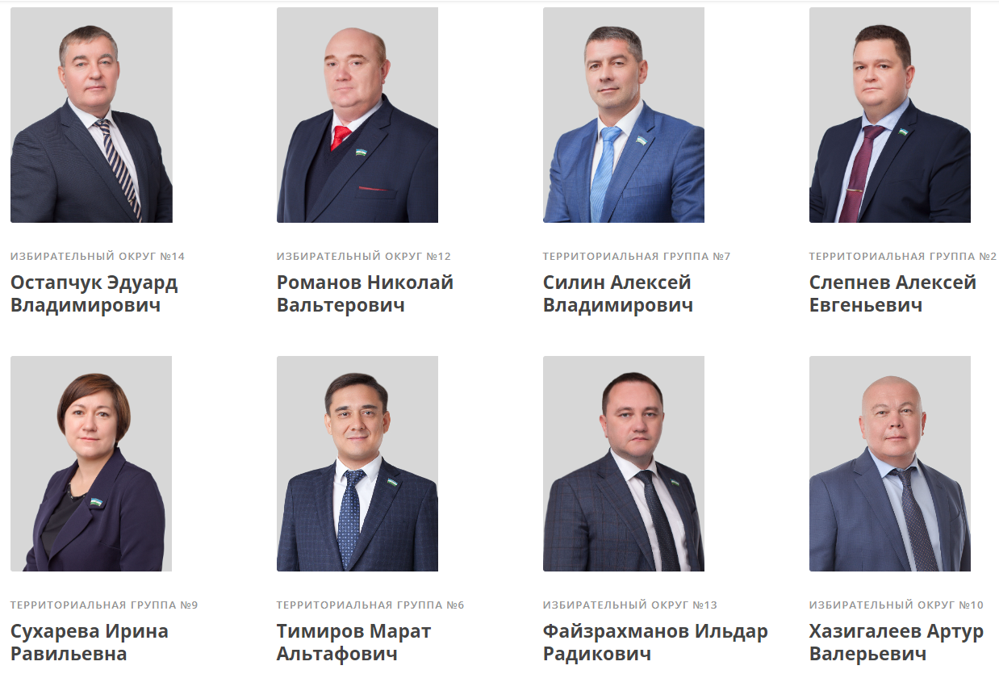 ИЗБИРАТЕЛЬНЫЙ ОКРУГ №14
Остапчук Эдуард
Владимирович
ИЗБИРАТЕЛЬНЫЙ ОКРУГ №12
Романов Николай
Вальтерович
ТЕРРИТОРИАЛЬНАЯ ГРУППА №7
Силин Алексей
Владимирович
ТЕРРИТОРИАЛЬНАЯ ГРУППА №2
Слепнев Алексей
Евгеньевич
ТЕРРИТОРИАЛЬНАЯ ГРУППА №9
Сухарева Ирина
Равильевна
ТЕРРИТОРИАЛЬНАЯ ГРУППА №6
Тимиров Марат
Альтафович
ИЗБИРАТЕЛЬНЫЙ ОКРУГ №13
Файзрахманов Ильдар
Радикович
ИЗБИРАТЕЛЬНЫЙ ОКРУГ №10
Хазигалеев Артур
Валерьевич